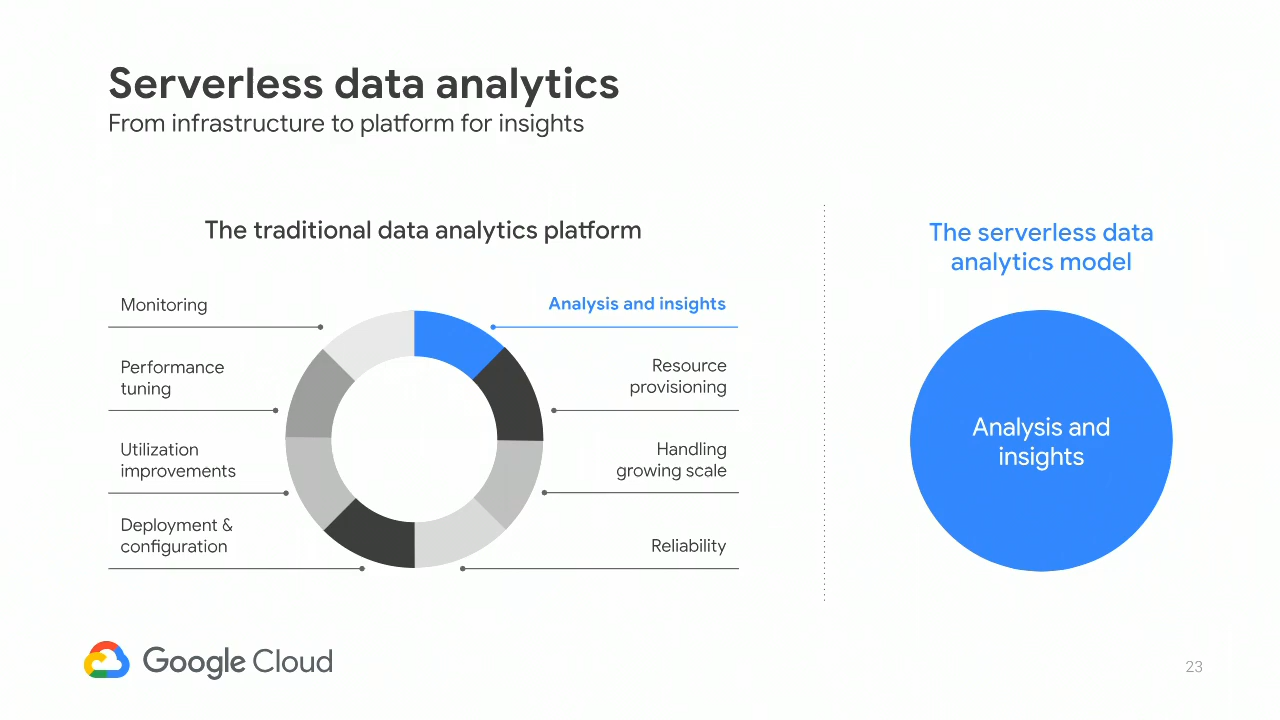 Serverless data analytics
From infrastructure to platform for insights
The traditional data analytics platform
Monitoring
Performance
tuning
Utilization
improvements
Deployment &
configuration
Analysis and insights
Resource
provisioning
Handling
growing scale
Reliability
The serverless data
analytics model
Analysis and
insights
Google Cloud
23